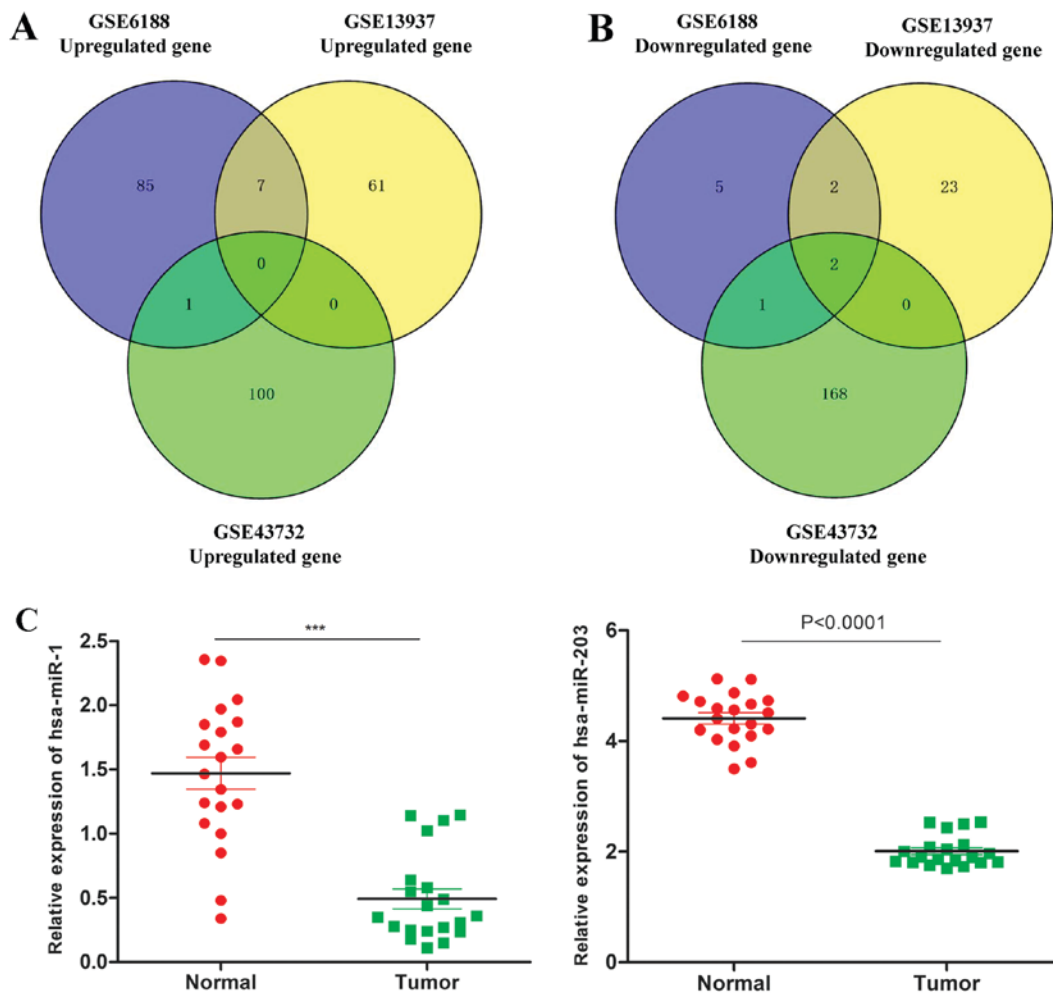 A
GSE6188
Upregulated gene
GSE13937
Upregulated gene
85
7
61
0
1
0
100
GSE43732
Upregulated gene
B
GSE6188
Downregulated gene
GSE13937
Downregulated gene
5
2
23
2
1
0
168
GSE43732
Downregulated gene
C
Relative expression of hsa-miR-1
2.5
2.0
1.5
1.0
0.5
0.0
***
Normal
Tumor
Relative expression of hsa-miR-203
6
4
2
0
P<0.0001
Normal
Tumor